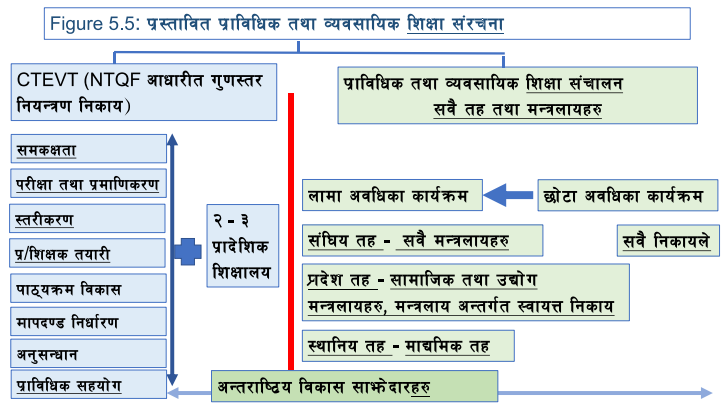 Figure 5.5: प्रस्तावित प्राविधिक तथा व्यवसायिक शिक्षा संरचना
CTEVT (NTQF आधारीत गुणस्तर
नियन्त्रण निकाय)
प्राविधिक तथा व्यवसायिक शिक्षा संचालन
सवै तह तथा मन्त्रलायहरु
समकक्षता
परीक्षा तथा प्रमाणिकरण
स्तरीकरण
प्र/शिक्षक तयारी
पाठ्यक्रम विकास
मापदण्ड निर्धारण
अनुसन्धान
प्राविधिक सहयोग
२ - ३
प्रादेशिक
शिक्षालय
लामा अवधिका कार्यक्रम
छोटा अवधिका कार्यक्रम
संघिय तह - सवै मन्त्रलायहरु
सवै निकायले
प्रदेश तह - सामाजिक तथा उद्योग
मन्त्रलायहरु, मन्त्रलाय अन्तर्गत स्वायत्त निकाय
स्थानिय तह - माद्यमिक तह
अन्तराष्ट्रिय विकास साझेदारहरु